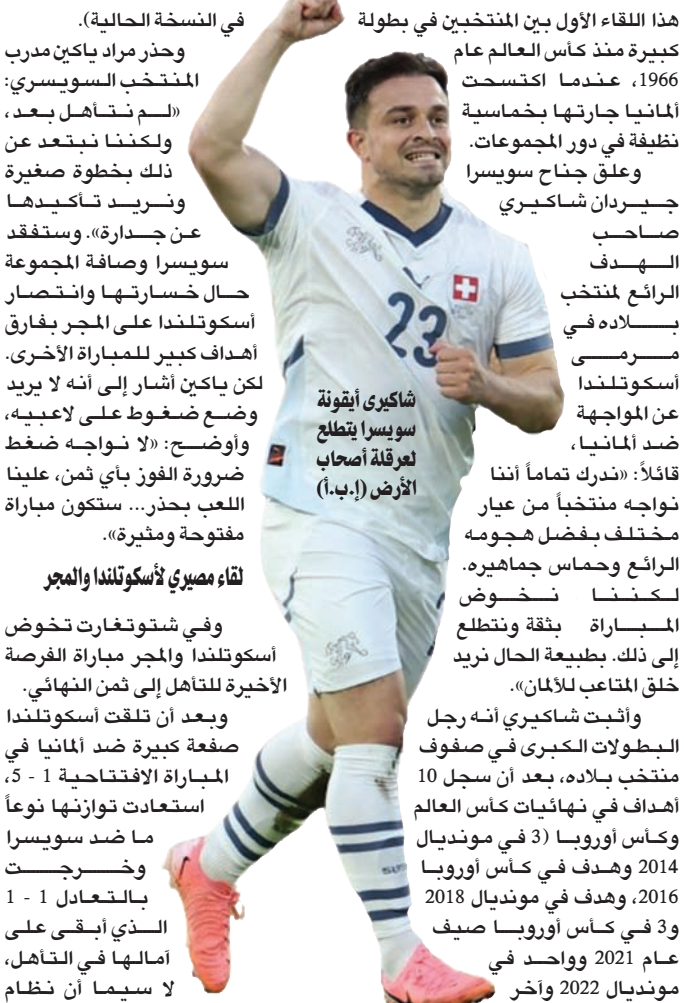 هذا اللقاء الأول بين المنتخبين في بطولة
كبيرة منذ كأس العالم عام
1966، عندما اكتسحت
ألمانيا جارتها بخماسية
نظيفة في دور المجموعات.
وعلق جناح سويسرا
جيردان شاكيري
صاحب
الهدف
الرائع لمنتخب
بلاده في
مرمى
أسكوتلندا
عن المواجهة
ضد ألمانيا،
قائلاً: «ندرك تماماً أننا
نواجه منتخباً من عيار
مختلف بفضل هجومه
الرائع وحماس جماهيره.
لكننا نخوض
المباراة بثقة ونتطلع
إلى ذلك. بطبيعة الحال نريد
خلق المتاعب للألمان».
وأثبت شاكيري أنه رجل
البطولات الكبرى في صفوف
منتخب بلاده، بعد أن سجل 10
أهداف في نهائيات كأس العالم
وكأس أوروبا (3 في مونديال
2014 وهدف في كأس أوروبا
2016، وهدف في مونديال 2018
و3 في كأس أوروبا صيف
عام 2021 وواحد في
مونديال 2022 وآخر
في النسخة الحالية).
وحذر مراد ياكين مدرب
المنتخب السويسري:
«لم نتأهل بعد،
ولكننا نبتعد عن
ذلك بخطوة صغيرة
ونريد تأكيدها
عن جدارة». وستفقد
سويسرا وصافة المجموعة
حال خسارتها وانتصار
أسكوتلندا على المجر بفارق
أهداف كبير للمباراة الأخرى.
لكن ياكين أشار إلى أنه لا يريد
وضع ضغوط على لاعبيه،
وأوضح: «لا نواجه ضغط
ضرورة الفوز بأي ثمن، علينا
اللعب بحذر... ستكون مباراة
مفتوحة ومثيرة».
لقاء مصيري لأسكوتلندا والمجر
وفي شتوتغارت تخوض
أسكوتلندا والمجر مباراة الفرصة
الأخيرة للتأهل إلى ثمن النهائي.
وبعد أن تلقت أسكوتلندا
صفعة كبيرة ضد ألمانيا في
المباراة الافتتاحية 1 - 5،
استعادت توازنها نوعاً
ما ضد سويسرا
وخرجت
بالتعادل 1 - 1
الذي أبقى على
آمالها في التأهل،
لا سيما أن نظام
23
شاكيرى أيقونة
سويسرا يتطلع
لعرقلة أصحاب
الأرض (إ.ب.أ)